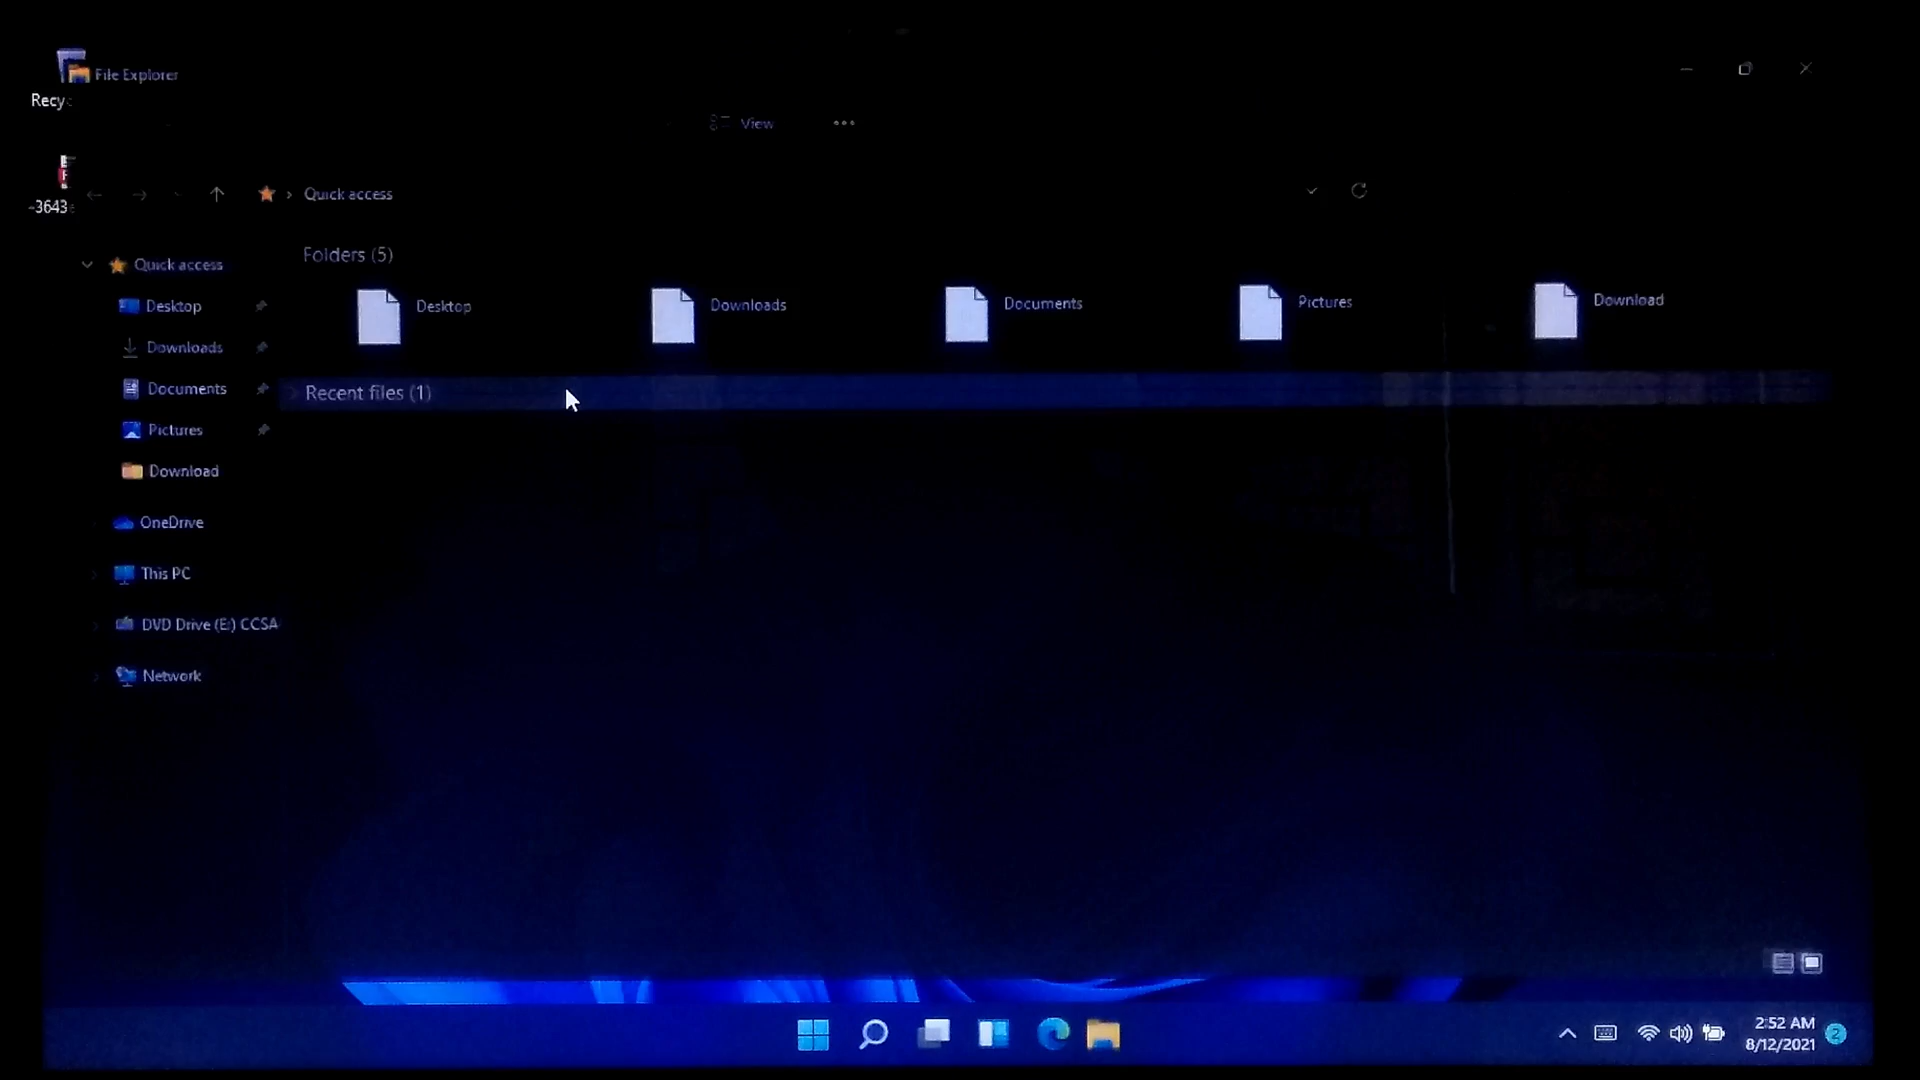 File Explorer
Recy
View
-3643
Quick access
Folders (5)
Quick access
Desktop
Downloads
Documents
Pictures
Download
Desktop
Downloads
Recent files (1)
Documents
Pictures
Download
OneDrive
This PC
DVD Drive (E:) CCSA
Network
2:52 AM
8/12/2021
2